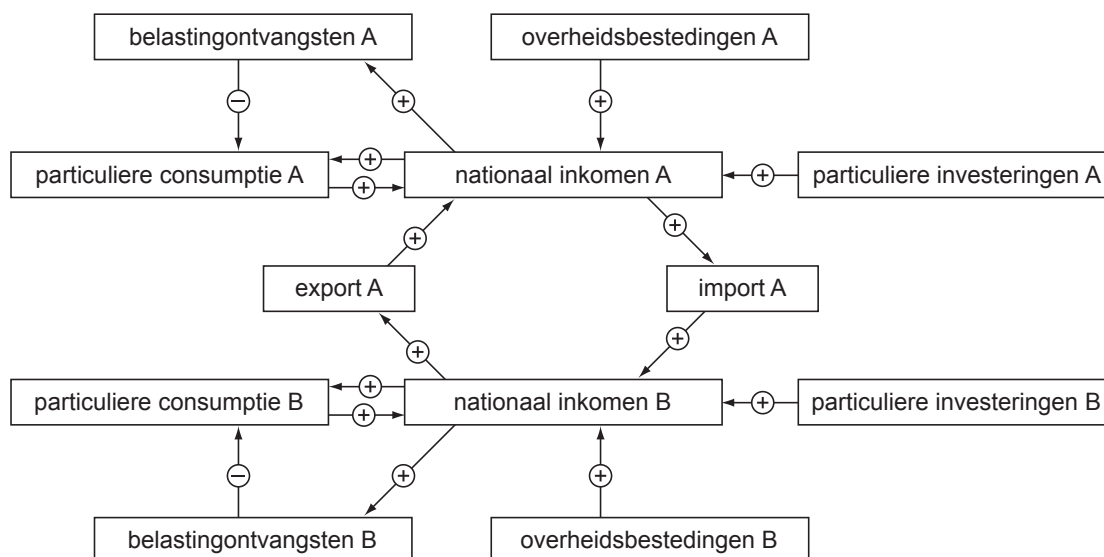 belastingontvangsten A
overheidsbestedingen A
−
+
+
particuliere consumptie A
+
+
nationaal inkomen A
+
particuliere investeringen A
+
+
export A
import A
+
+
particuliere consumptie B
+
+
nationaal inkomen B
+
particuliere investeringen B
−
+
+
belastingontvangsten B
overheidsbestedingen B